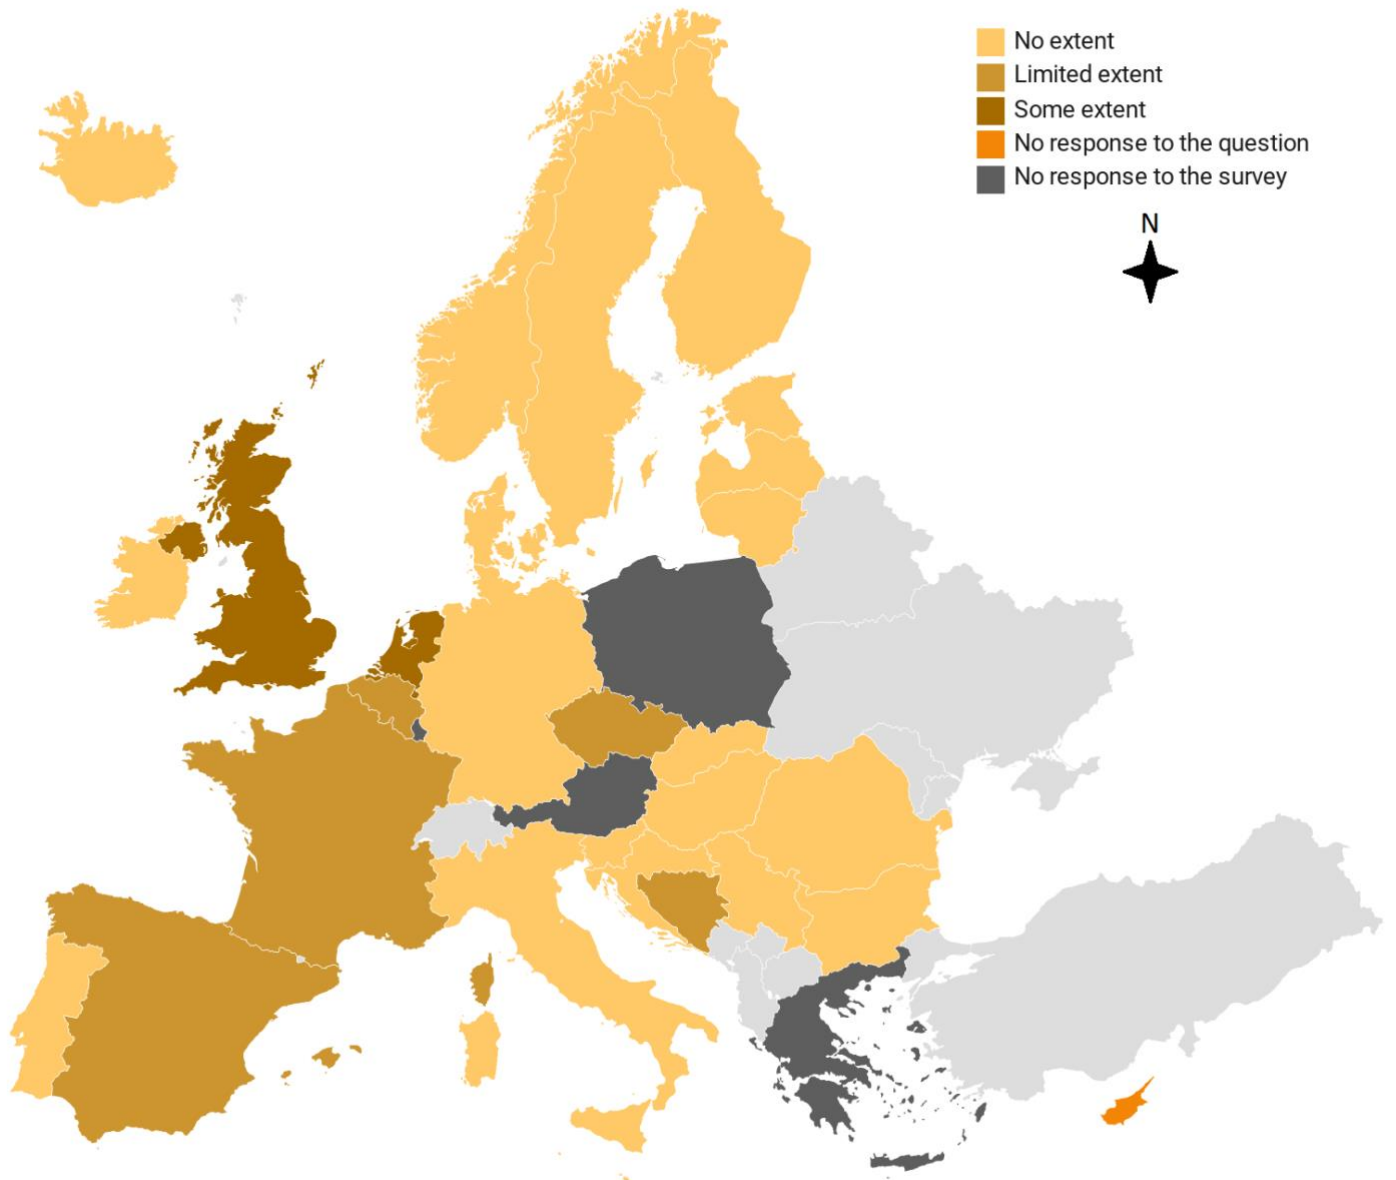 No extent
Limited extent
Some extent
No response to the question
No response to the survey
N